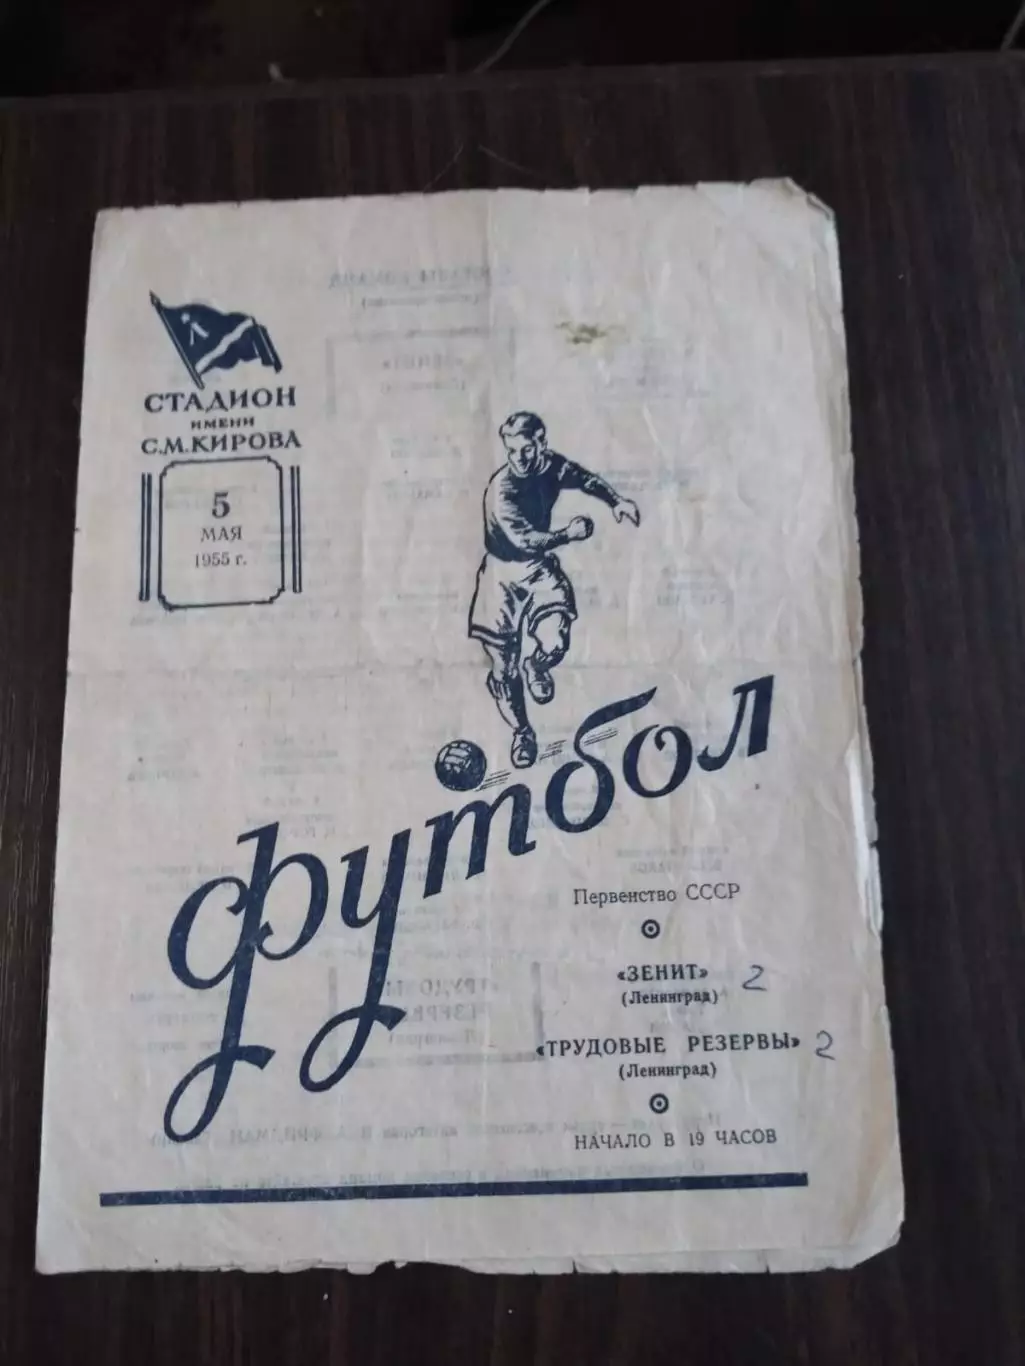 СТАДИОН
ИМЕНИ
С.М.КИРОВА
5
МАЯ
1955 г.
футбол
Первенство СССР
«ЗЕНИТ» 2
(Ленинград)
«ТРУДОВЫЕ РЕЗЕРВЫ» 2
(Ленинград)
НАЧАЛО В 19 ЧАСОВ